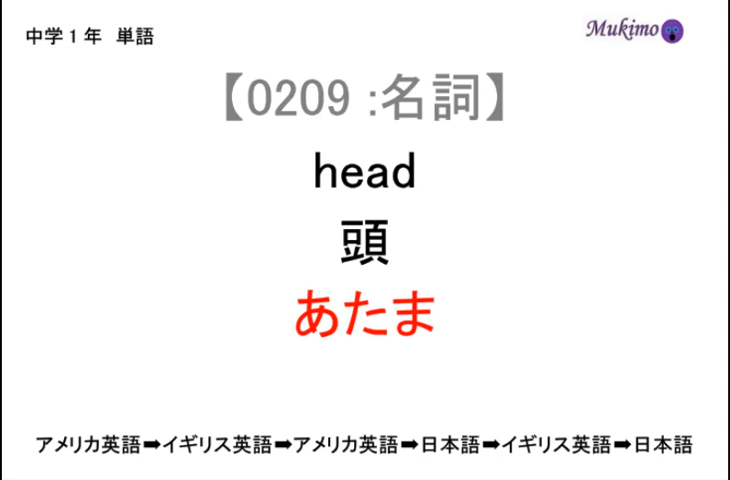 中学１年 単語
Mukimo
【0209 :名詞】
head
頭
あたま
アメリカ英語➡イギリス英語➡アメリカ英語➡日本語➡イギリス英語➡日本語